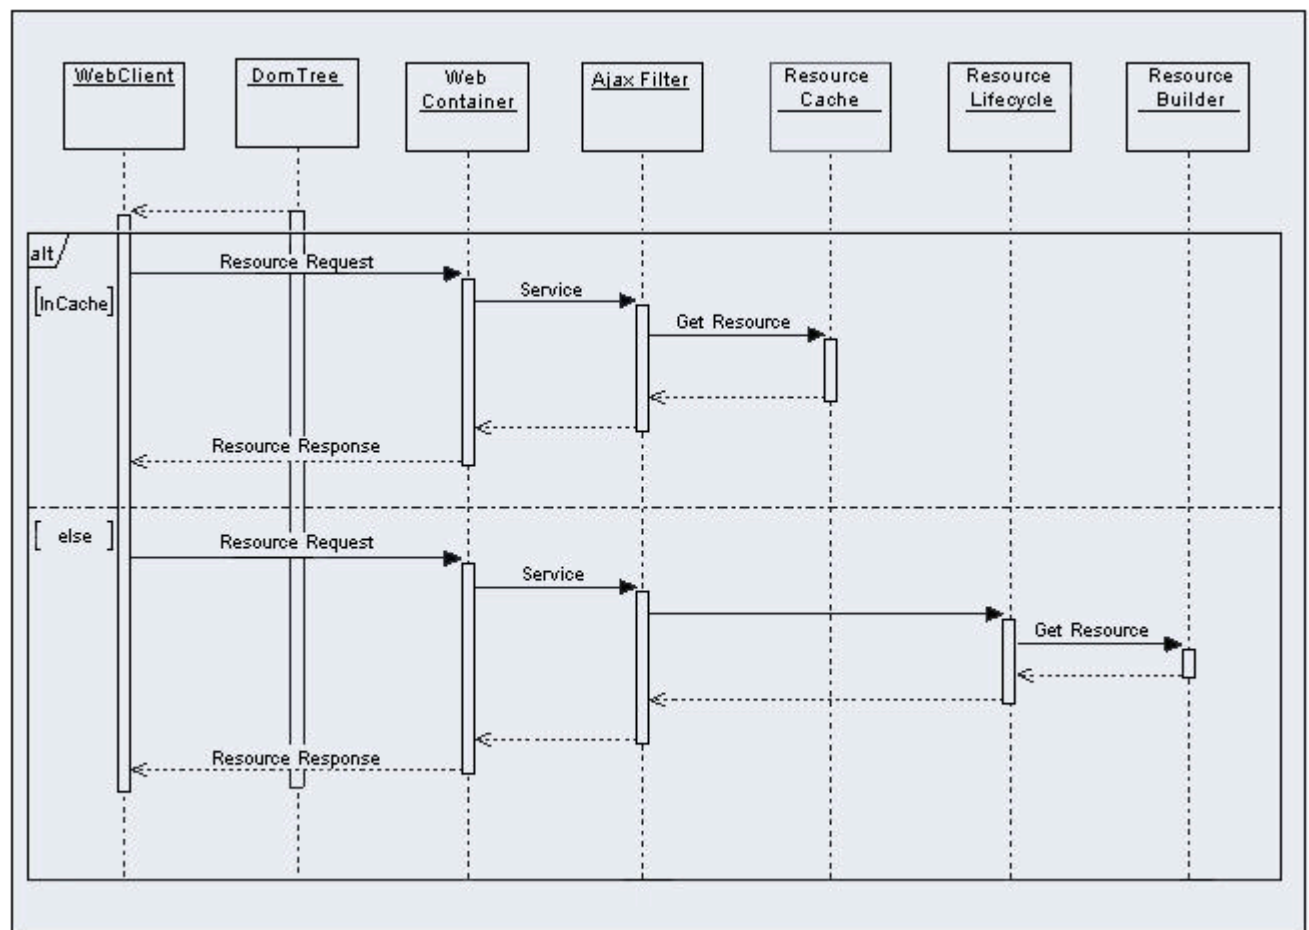 WebClient
DomTree
Web
Container
Ajax Filter
Resource
Cache
Resource
Lifecycle
Resource
Builder
alt
[InCache]
Resource Request
Service
Get Resource
Resource Response
[ else ]
Resource Request
Service
Get Resource
Resource Response